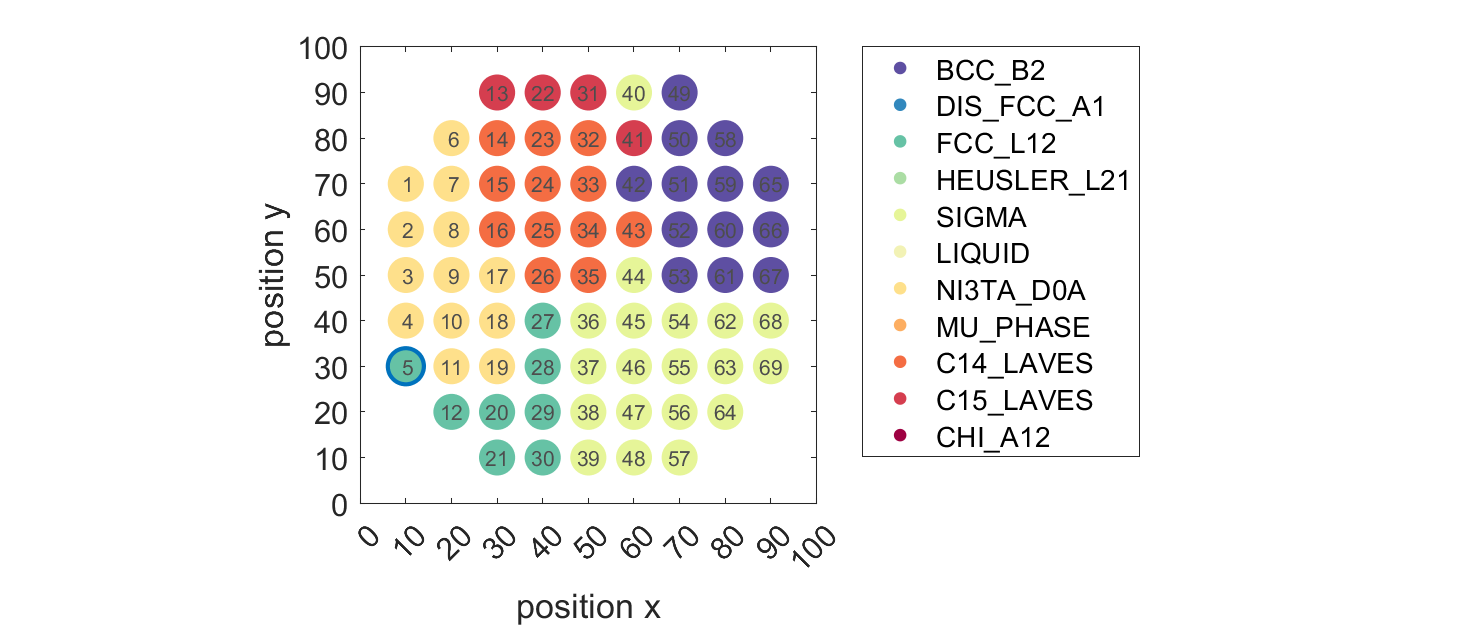 100
90
80
70
60
50
40
30
20
10
0
position y
13 22 31 40 49
6 14 23 32 41 50 58
1 7 15 24 33 42 51 59 65
2 8 16 25 34 43 52 60 66
3 9 17 26 35 44 53 61 67
4 10 18 27 36 45 54 62 68
5 11 19 28 37 46 55 63 69
12 20 29 38 47 56 64
21 30 39 48 57
0 10 20 30 40 50 60 70 80 90 100
position x
BCC_B2
DIS_FCC_A1
FCC_L12
HEUSLER_L21
SIGMA
LIQUID
NI3TA_D0A
MU_PHASE
C14_LAVES
C15_LAVES
CHI_A12